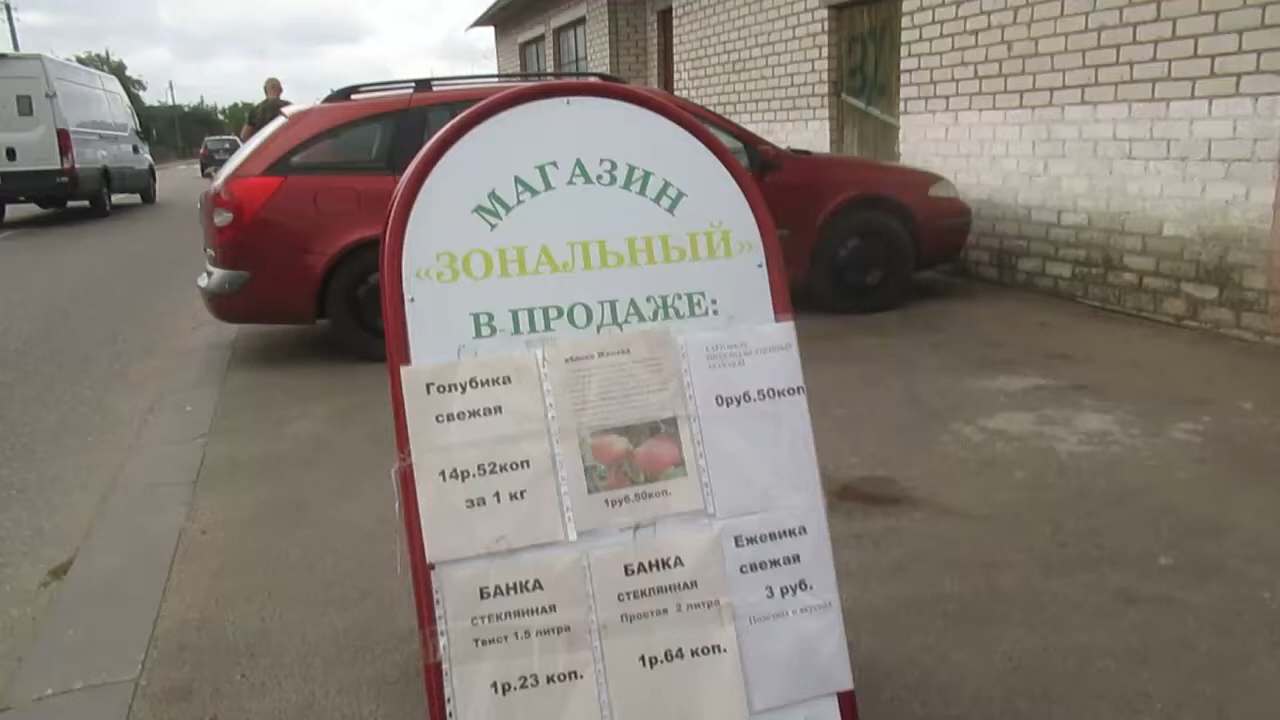 МАГАЗИН
«ЗОНАЛЬНЫЙ»
В ПРОДАЖЕ:
Голубика
свежая
14р.52коп
за 1 кг
1руб.50коп.
0руб.50коп
БАНКА
СТЕКЛЯННАЯ
Твист 1.5 литра
1р.23 коп.
БАНКА
СТЕКЛЯННАЯ
Простая 2 литра
1р.64 коп.
Ежевика
свежая
3 руб.